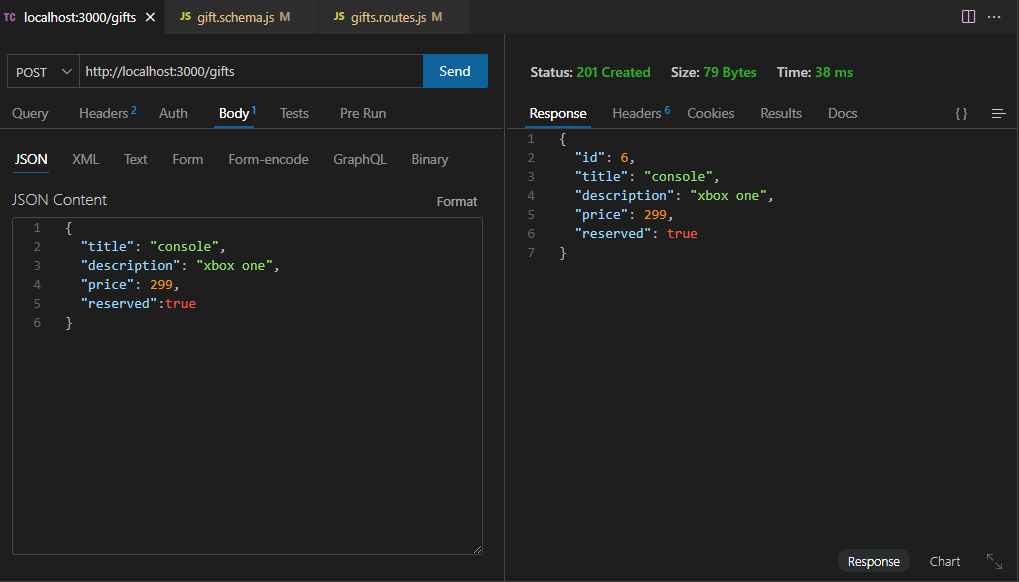 TC localhost:3000/gifts JS gift.schema.js M JS gifts.routes.js M
POST http://localhost:3000/gifts Send
Query Headers 2 Auth Body 1 Tests Pre Run
JSON XML Text Form Form-encode GraphQL Binary
JSON Content Format
1 {
2 "title": "console",
3 "description": "xbox one",
4 "price": 299,
5 "reserved":true
6 }
Status: 201 Created Size: 79 Bytes Time: 38 ms
Response Headers 6 Cookies Results Docs { }
1 {
2 "id": 6,
3 "title": "console",
4 "description": "xbox one",
5 "price": 299,
6 "reserved": true
7 }
Response Chart